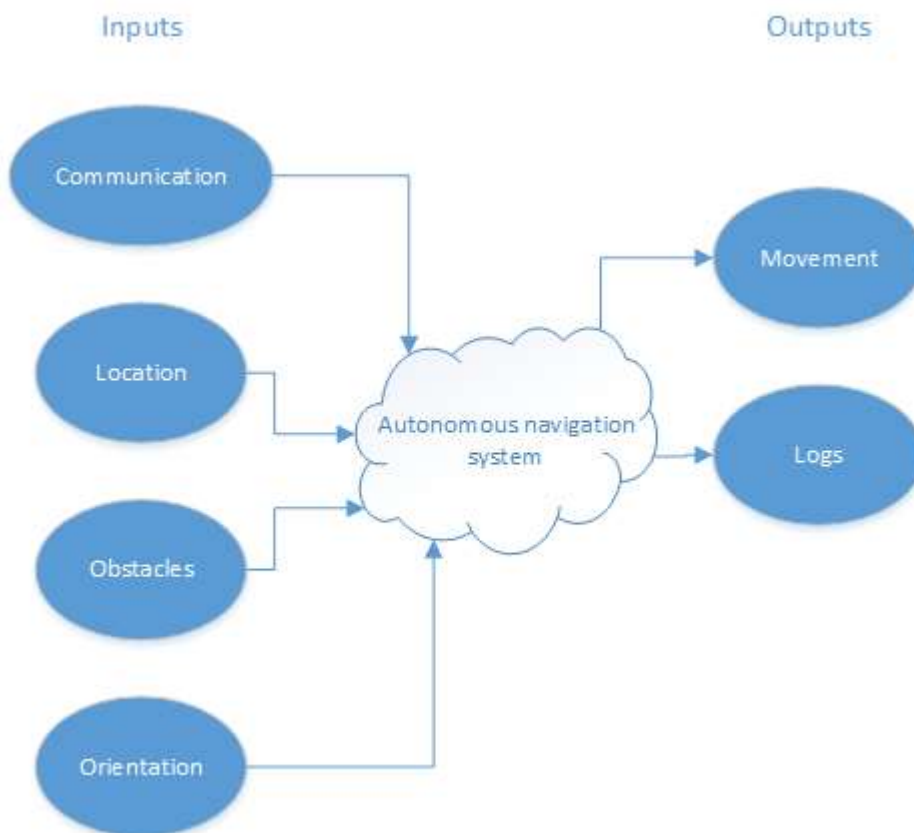 Inputs
Outputs
Communication
Movement
Location
Autonomous navigation
system
Logs
Obstacles
Orientation